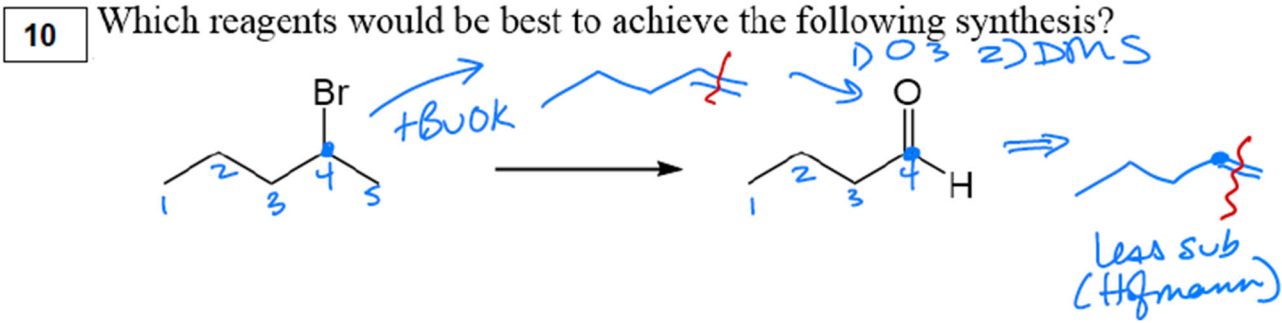 10 Which reagents would be best to achieve the following synthesis?
1) O3 2) DMS
Br
+BuOK
O
H
1 2 3 4 5
1 2 3 4
Less sub
(Hofmann)